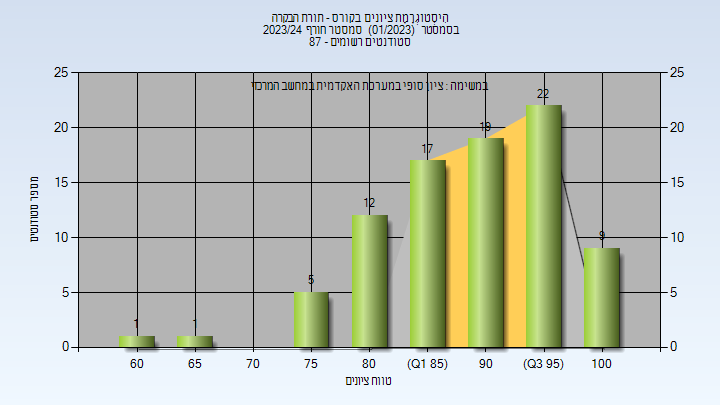 היסטוגרמת ציונים בקורס - תורת הבקרה
בסמסטר (01/2023) סמסטר חורף 2023/24
סטודנטים רשומים - 87
במשימה : ציון סופי במערכת האקדמית במחשב המרכזי
25 25
20 20
15 15
10 10
5 5
0 0
1 1 5 12 17 19 22 9
מספר סטודנטים
60 65 70 75 80 (Q1 85) 90 (Q3 95) 100
טווח ציונים